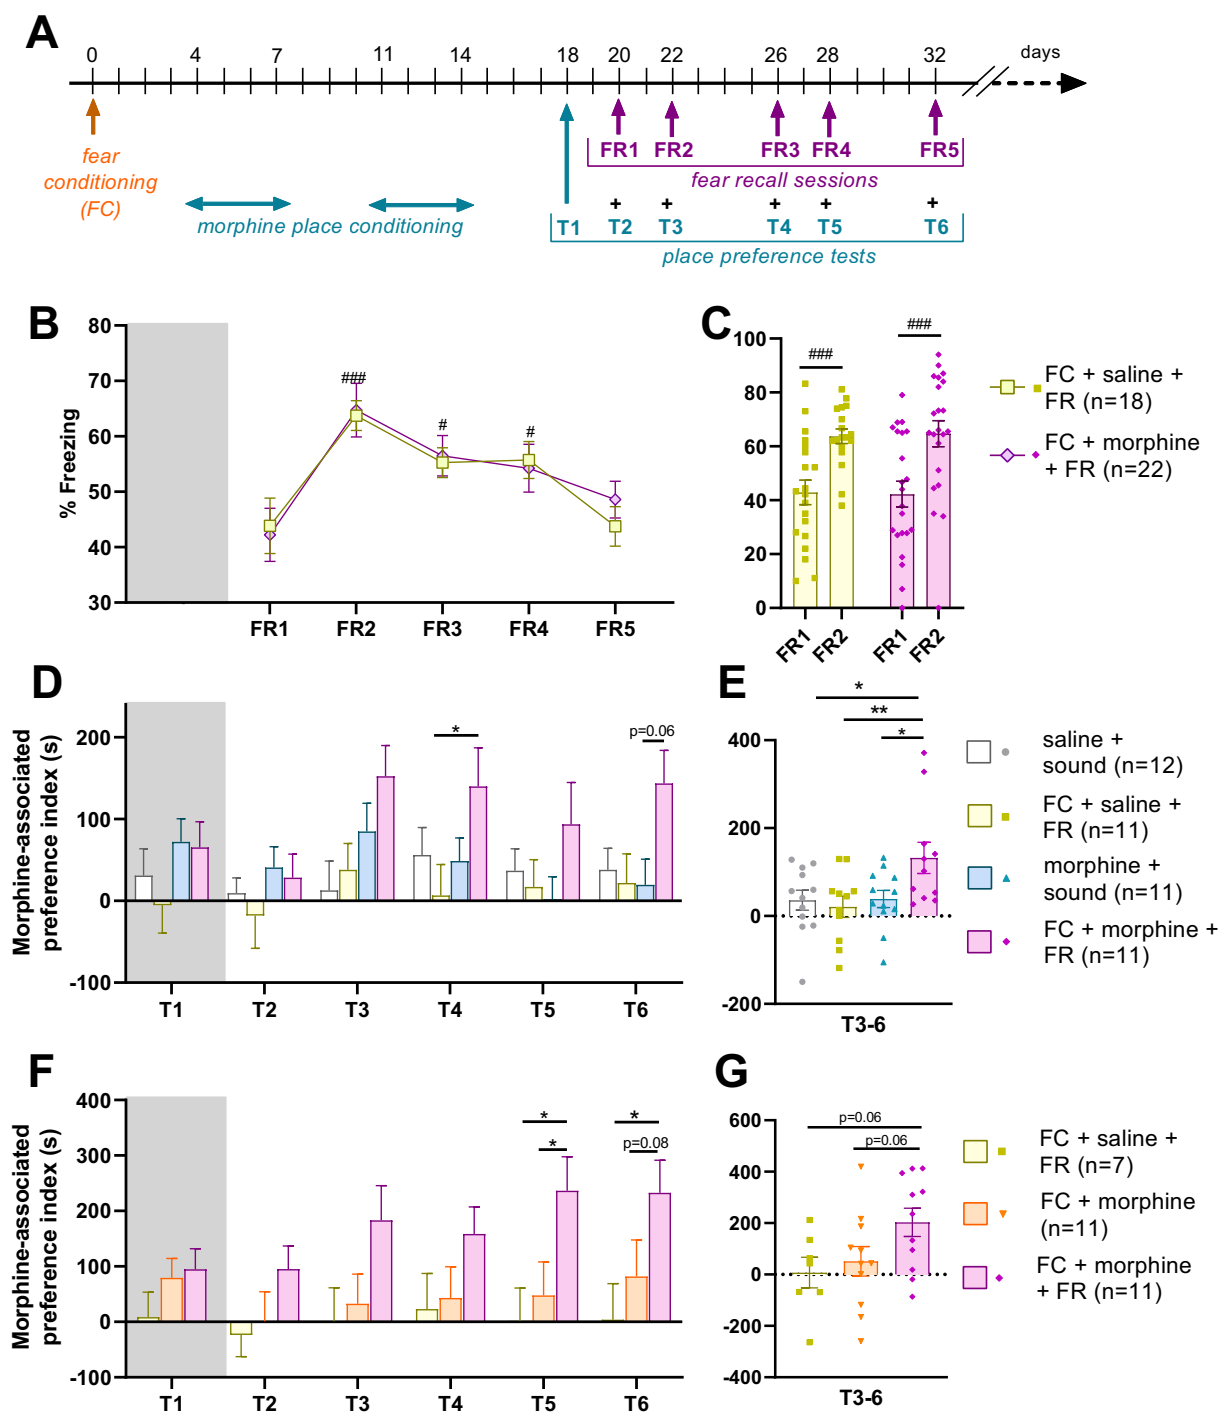 A
0 4 7 11 14 18 20 22 26 28 32 days
fear
conditioning
(FC)
FR1 FR2 FR3 FR4 FR5
fear recall sessions
morphine place conditioning
+ + + + +
T1 T2 T3 T4 T5 T6
place preference tests
B
% Freezing
80
70
60
50
40
30
###
#
#
FR1 FR2 FR3 FR4 FR5
C
100
80
60
40
20
0
###
###
FR1 FR2 FR1 FR2
FC + saline +
FR (n=18)
FC + morphine
+ FR (n=22)
D
Morphine-associated
preference index (s)
200
100
0
-100
*
p=0.06
T1 T2 T3 T4 T5 T6
E
400
200
0
-200
*
**
*
T3-6
saline +
sound (n=12)
FC + saline +
FR (n=11)
morphine +
sound (n=11)
FC + morphine +
FR (n=11)
F
Morphine-associated
preference index (s)
400
300
200
100
0
-100
*
*
*
p=0.08
T1 T2 T3 T4 T5 T6
G
600
400
200
0
-200
-400
p=0.06
p=0.06
T3-6
FC + saline +
FR (n=7)
FC + morphine
(n=11)
FC + morphine
+ FR (n=11)